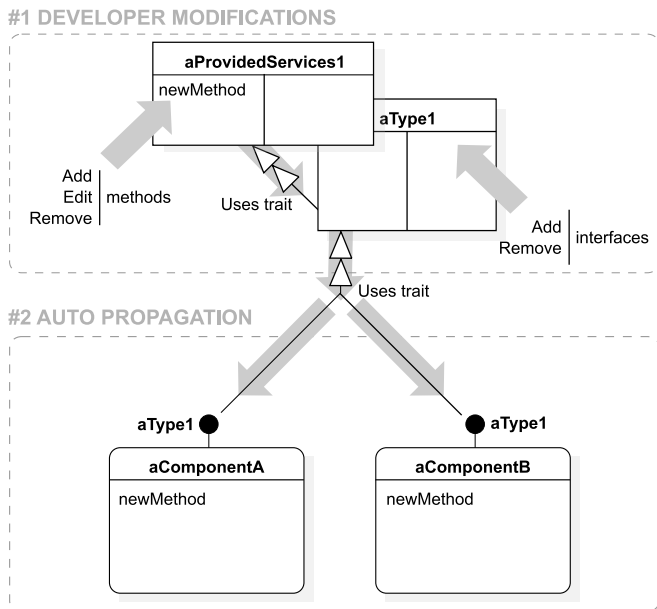 #1 DEVELOPER MODIFICATIONS
aProvidedServices1
newMethod
aType1
Add
Edit
Remove
methods
Uses trait
Add
Remove
interfaces
Uses trait
#2 AUTO PROPAGATION
aType1
aType1
aComponentA
aComponentB
newMethod
newMethod